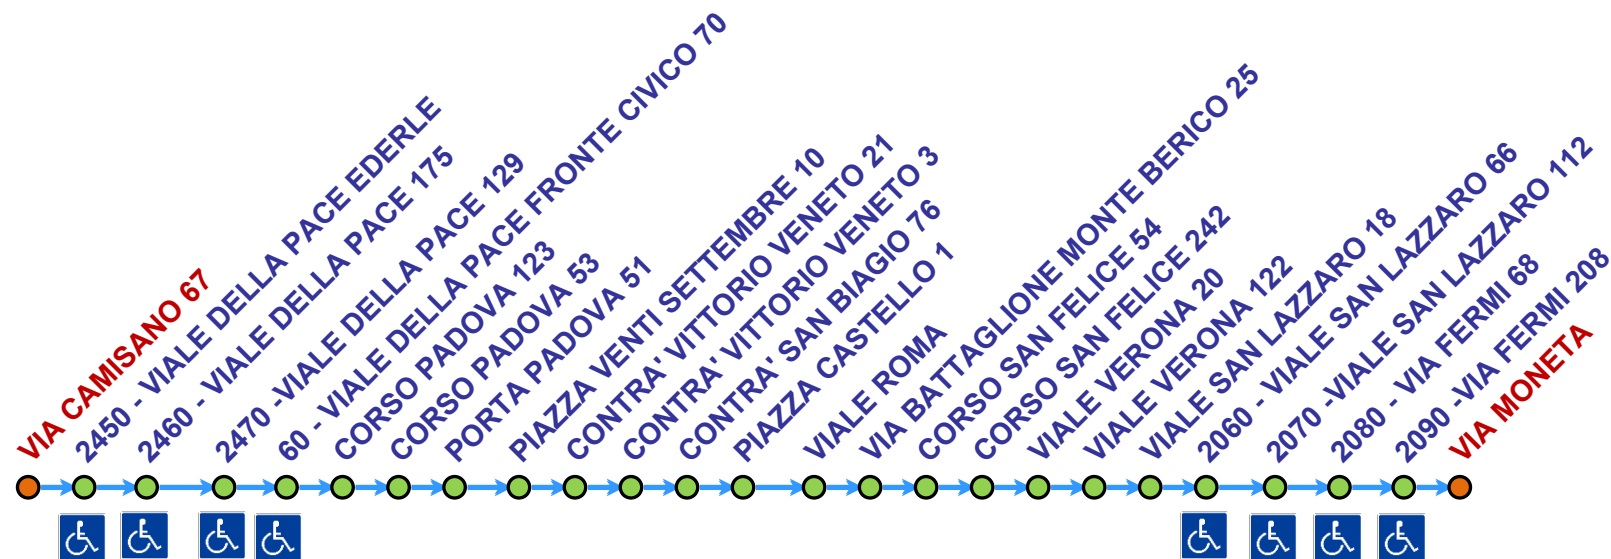 VIA CAMISANO 67
2450 - VIALE DELLA PACE EDERLE
2460 - VIALE DELLA PACE 175
2470 -VIALE DELLA PACE 129
60 - VIALE DELLA PACE FRONTE CIVICO 70
CORSO PADOVA 123
CORSO PADOVA 53
PORTA PADOVA 51
PIAZZA VENTI SETTEMBRE 10
CONTRA' VITTORIO VENETO 21
CONTRA' VITTORIO VENETO 3
CONTRA' SAN BIAGIO 76
PIAZZA CASTELLO 1
VIALE ROMA
VIA BATTAGLIONE MONTE BERICO 25
CORSO SAN FELICE 54
CORSO SAN FELICE 242
VIALE VERONA 20
VIALE VERONA 122
VIALE SAN LAZZARO 18
2060 - VIALE SAN LAZZARO 66
2070 -VIALE SAN LAZZARO 112
2080 - VIA FERMI 68
2090 -VIA FERMI 208
VIA MONETA